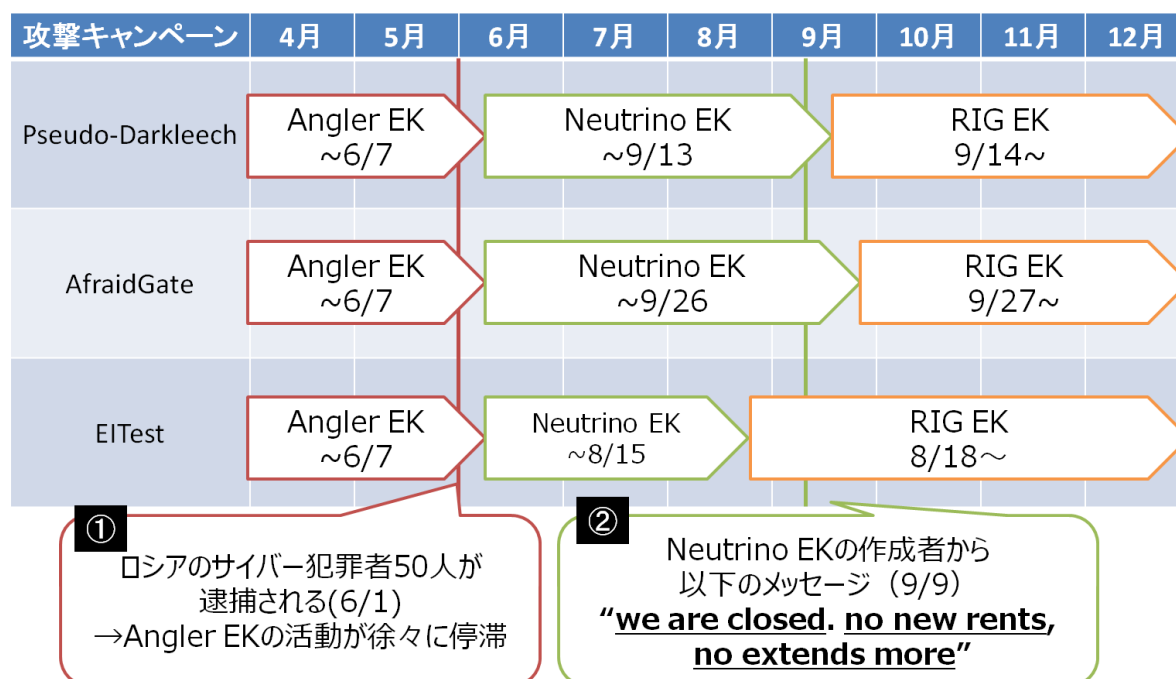 攻撃キャンペーン 4月 5月 6月 7月 8月 9月 10月 11月 12月
Pseudo-Darkleech
Angler EK
~6/7
Neutrino EK
~9/13
RIG EK
9/14~
AfraidGate
Angler EK
~6/7
Neutrino EK
~9/26
RIG EK
9/27~
EITest
Angler EK
~6/7
Neutrino EK
~8/15
RIG EK
8/18～
①
ロシアのサイバー犯罪者50人が
逮捕される(6/1)
→Angler EKの活動が徐々に停滞
②
Neutrino EKの作成者から
以下のメッセージ（9/9）
“we are closed. no new rents,
no extends more”